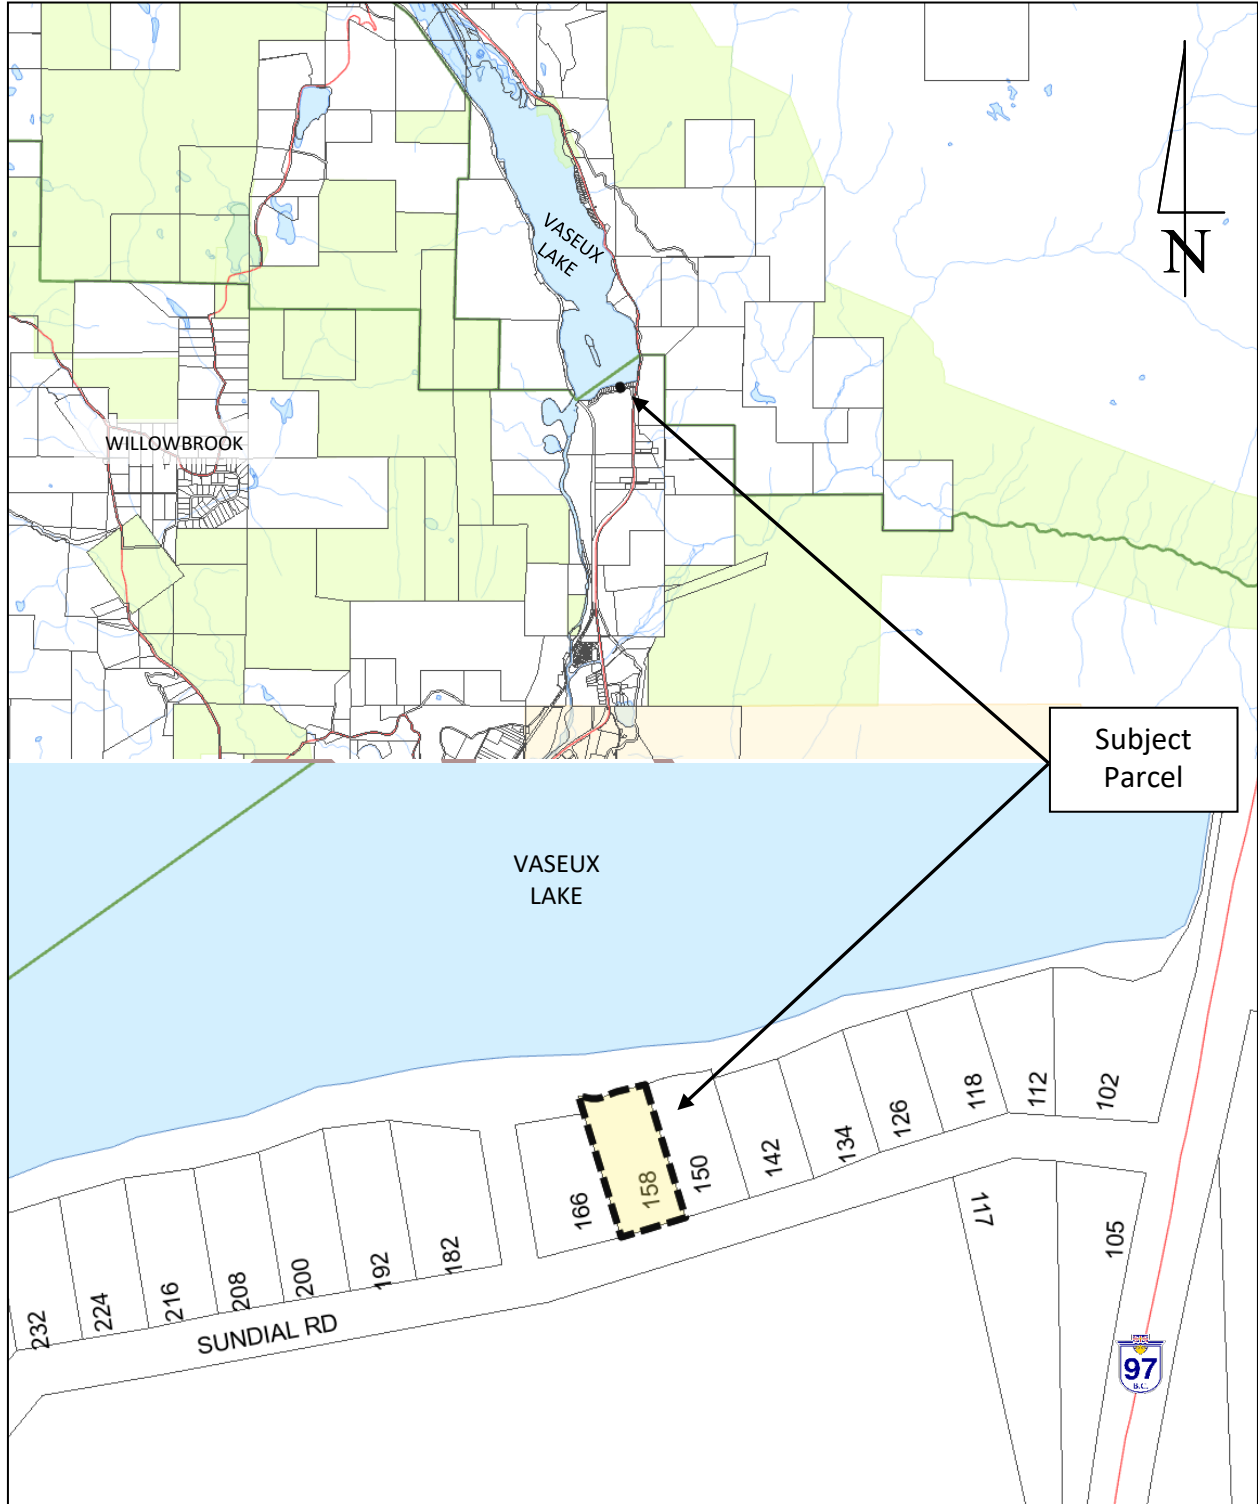 VASEUX
LAKE
N
WILLOWBROOK
Subject
Parcel
VASEUX
LAKE
102
112
118
126
134
142
150
158
166
182
192
200
208
216
224
232
117
105
SUNDIAL RD
97
B.C.